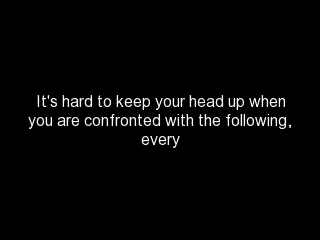 It's hard to keep your head up when
you are confronted with the following,
every